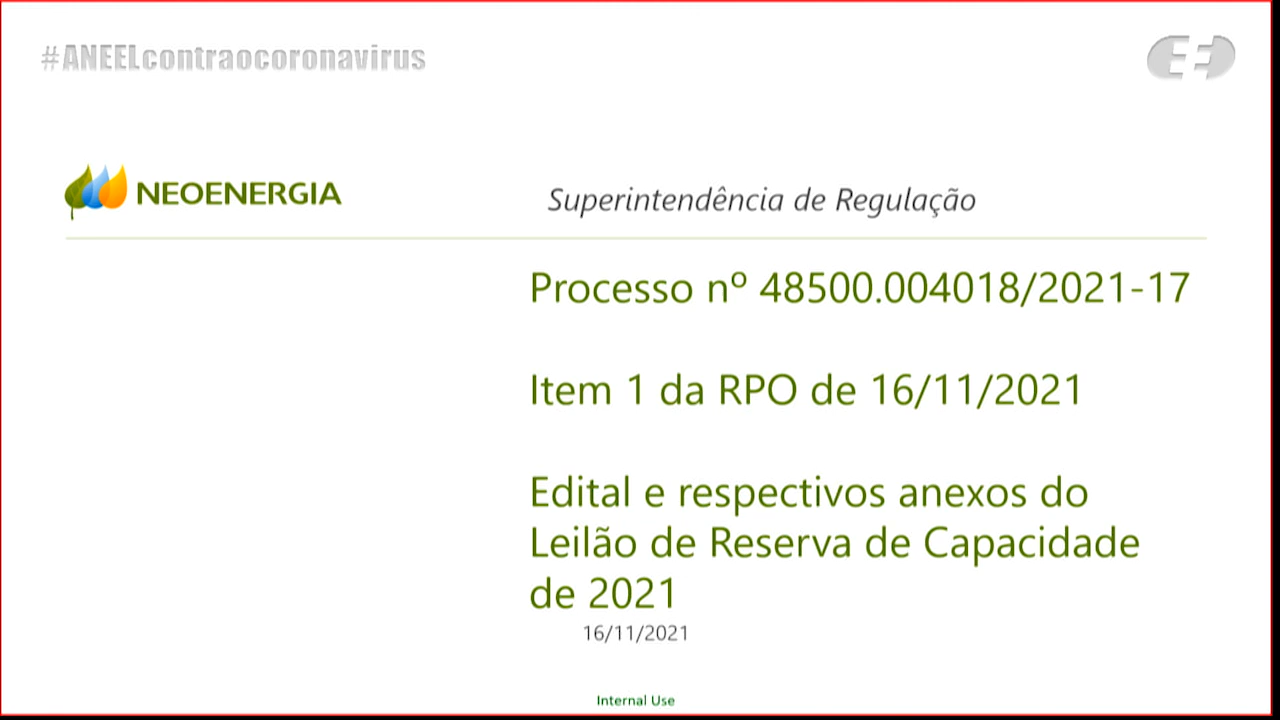 #ANEELcontraocoronavirus
NEOENERGIA
Superintendência de Regulação
Processo nº 48500.004018/2021-17
Item 1 da RPO de 16/11/2021
Edital e respectivos anexos do
Leilão de Reserva de Capacidade
de 2021
16/11/2021
Internal Use